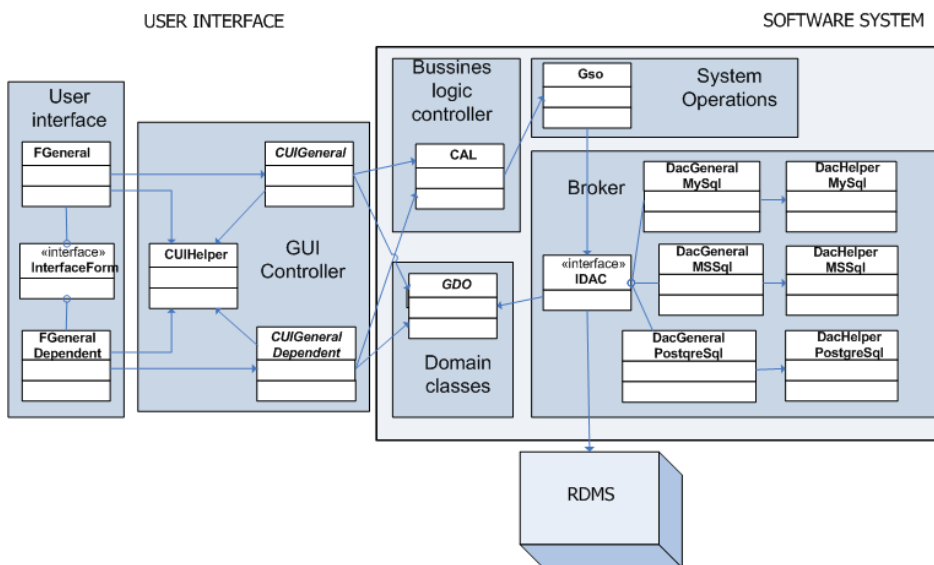 USER INTERFACE
SOFTWARE SYSTEM
User
interface
FGeneral
«interface»
InterfaceForm
FGeneral
Dependent
CUIGeneral
CUIHelper
GUI
Controller
CUIGeneral
Dependent
Bussines
logic
controller
CAL
GDO
Domain
classes
Gso
System
Operations
Broker
«interface»
IDAC
DacGeneral
MySql
DacHelper
MySql
DacGeneral
MSSql
DacHelper
MSSql
DacGeneral
PostqreSql
DacHelper
PostgreSql
RDMS